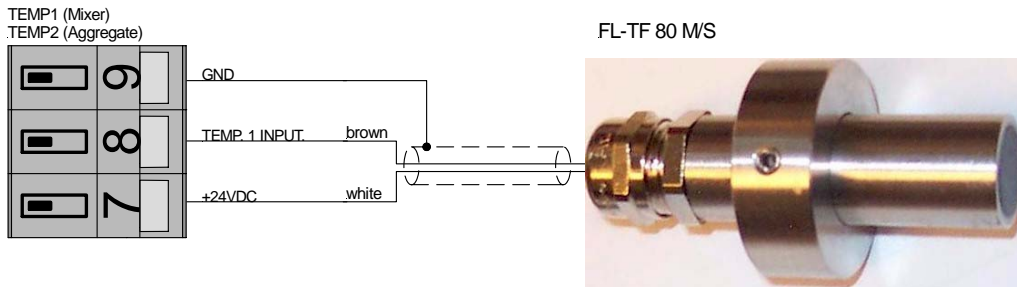 TEMP1 (Mixer)
TEMP2 (Aggregate)
FL-TF 80 M/S
9
GND
8
TEMP. 1 INPUT.
brown
7
+24VDC
white